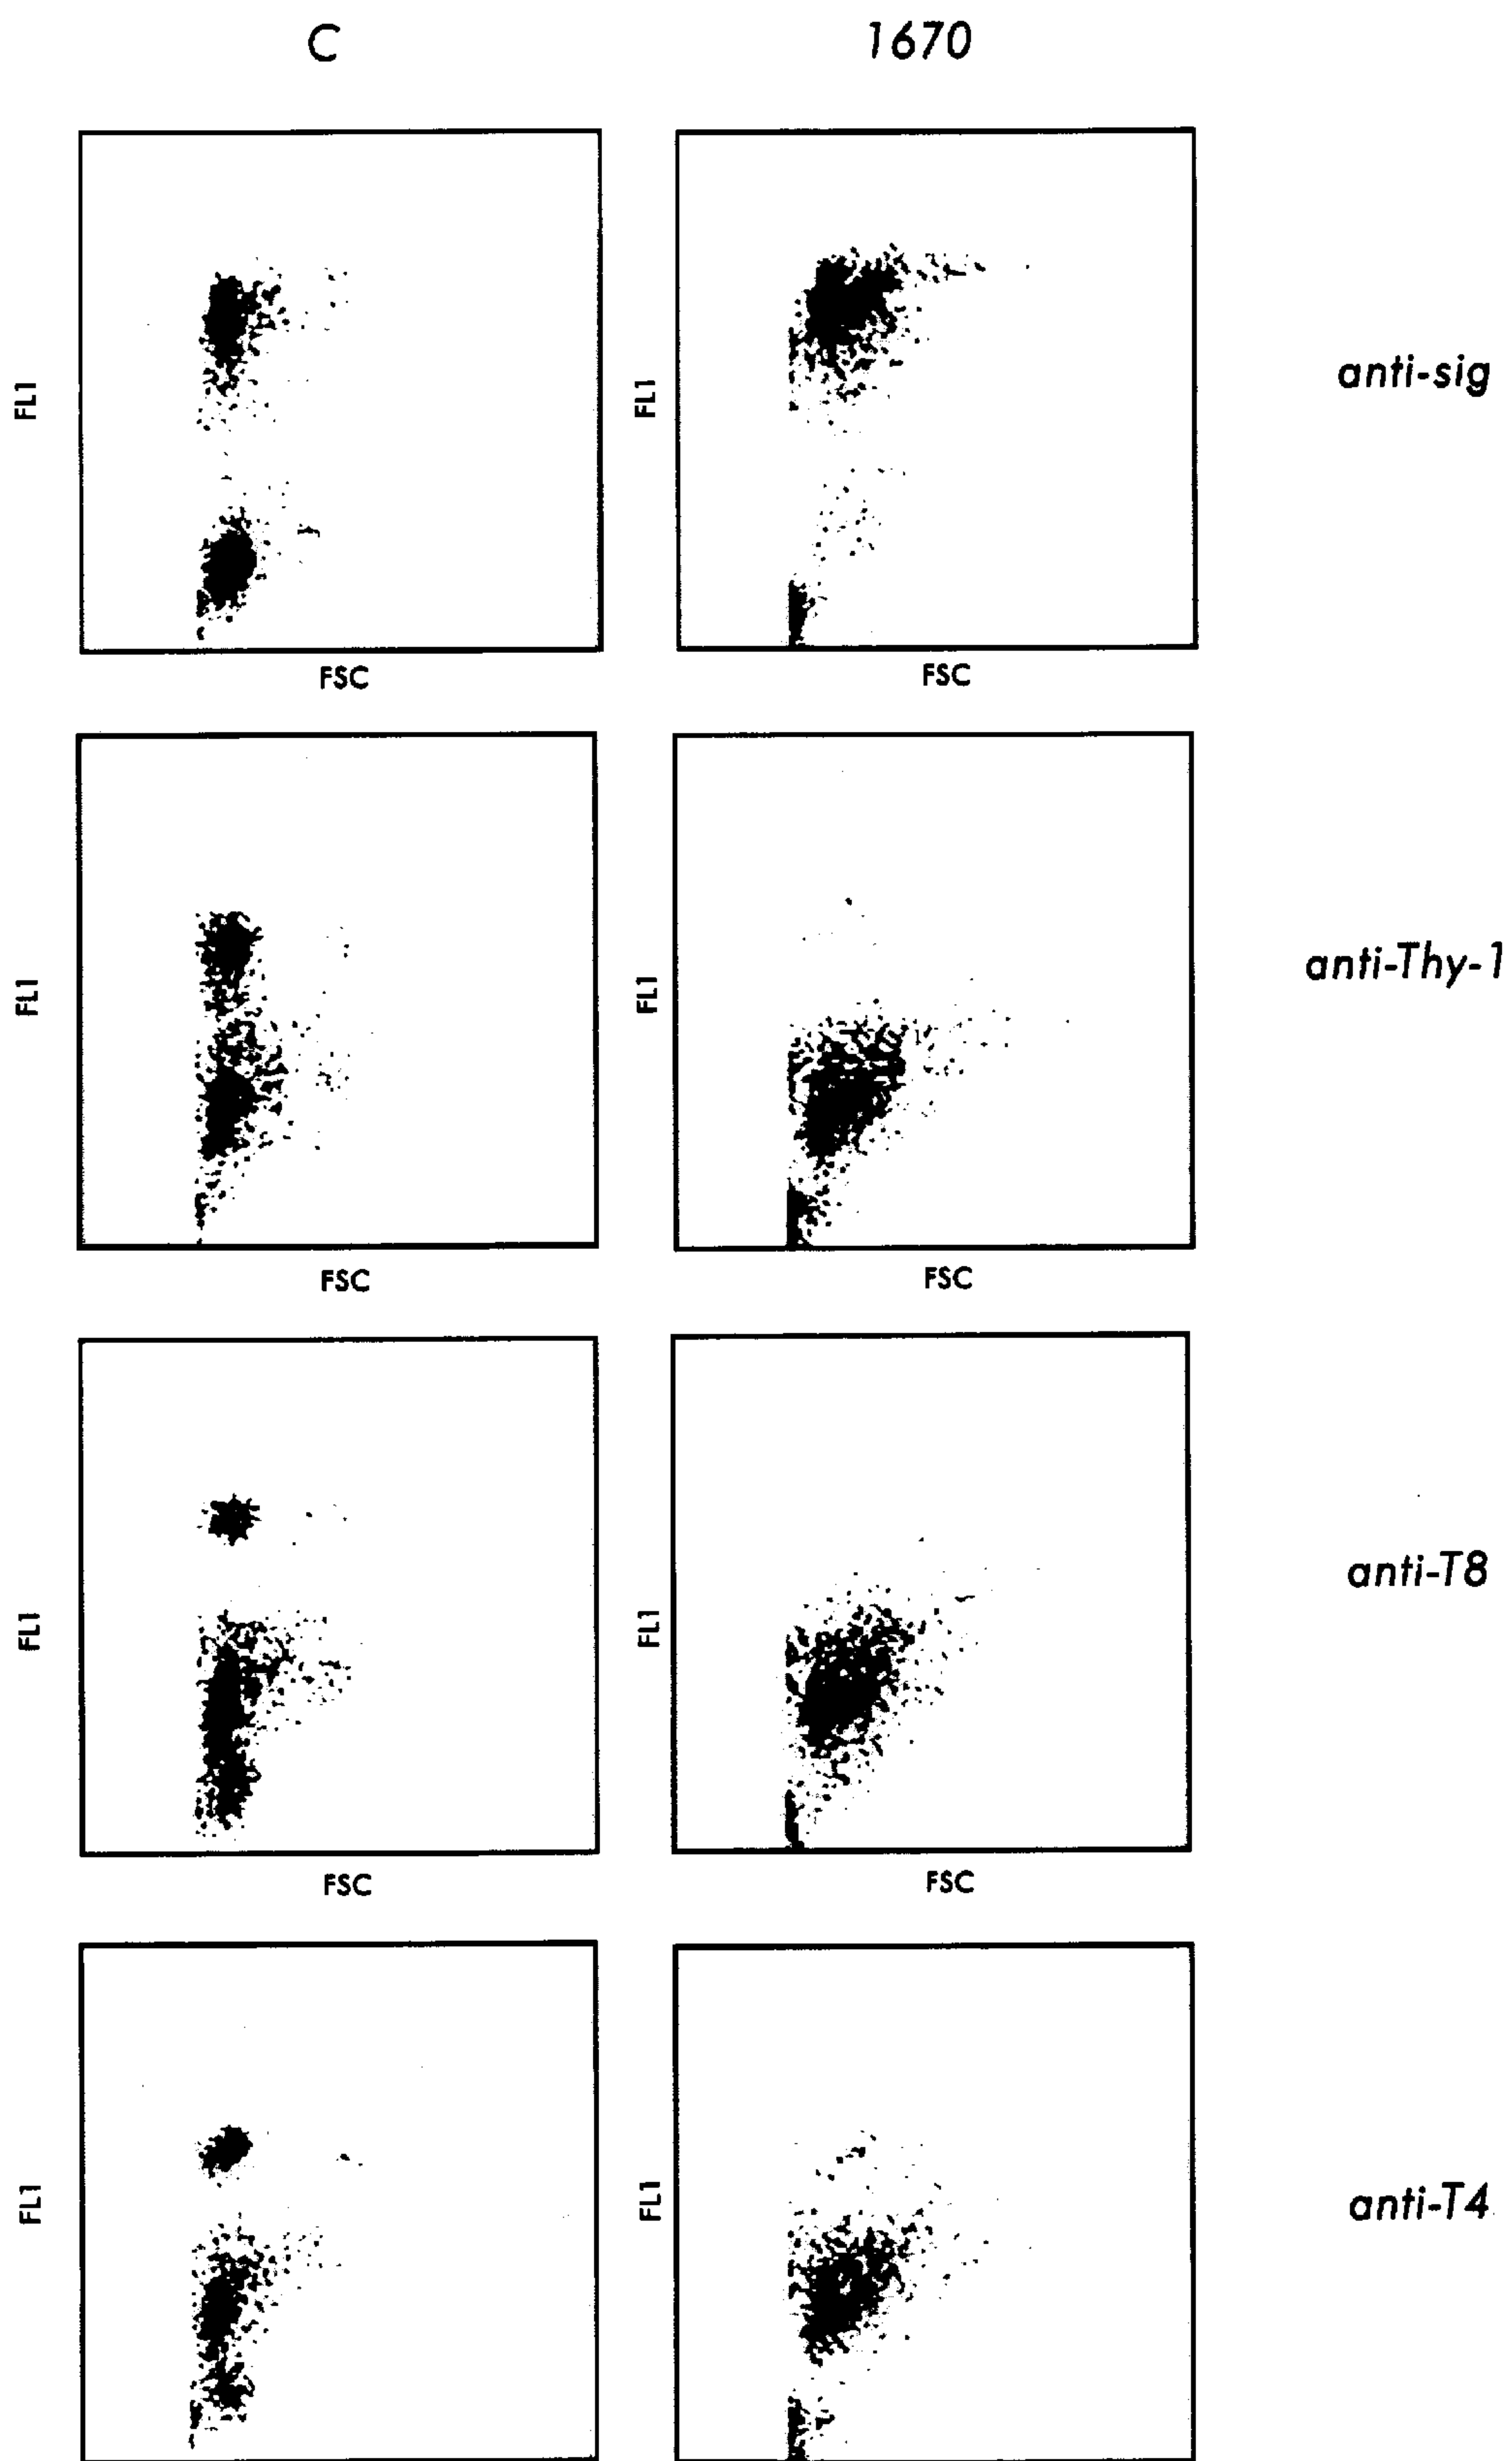 C 1670
FL1 FL1 anti-sig
FSC FSC
FL1 FL1 anti-Thy-1
FSC FSC
FL1 FL1 anti-T8
FSC FSC
FL1 FL1 anti-T4